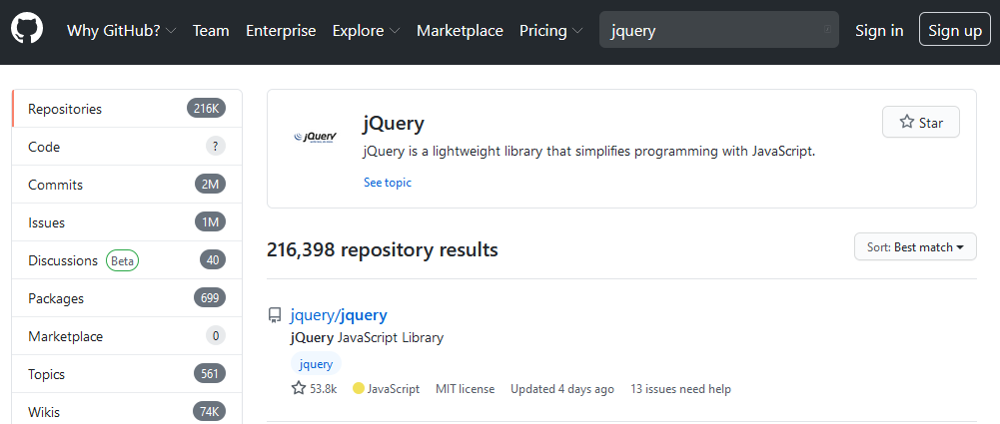 Why GitHub? Team Enterprise Explore Marketplace Pricing jquery Sign in Sign up
Repositories 216K
Code ?
Commits 2M
Issues 1M
Discussions Beta 40
Packages 699
Marketplace 0
Topics 561
Wikis 74K
jQuery
jQuery
Star
jQuery is a lightweight library that simplifies programming with JavaScript.
See topic
216,398 repository results
Sort: Best match
jquery/jquery
jQuery JavaScript Library
jquery
53.8k JavaScript MIT license Updated 4 days ago 13 issues need help